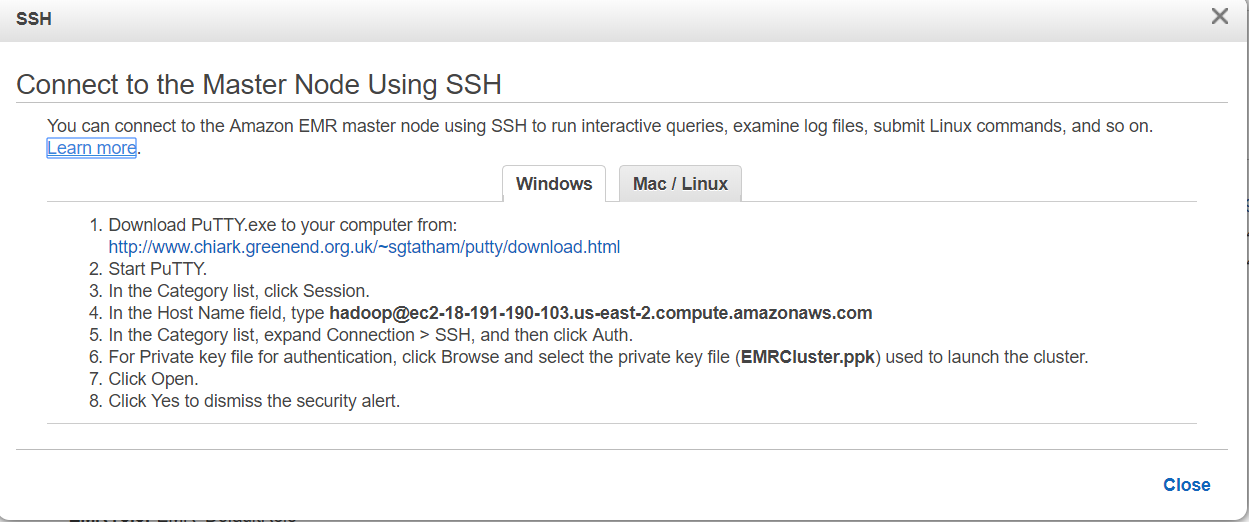 SSH
Connect to the Master Node Using SSH
You can connect to the Amazon EMR master node using SSH to run interactive queries, examine log files, submit Linux commands, and so on.
Learn more.
Windows
Mac / Linux
1. Download PuTTY.exe to your computer from:
http://www.chiark.greenend.org.uk/~sgtatham/putty/download.html
2. Start PuTTY.
3. In the Category list, click Session.
4. In the Host Name field, type hadoop@ec2-18-191-190-103.us-east-2.compute.amazonaws.com
5. In the Category list, expand Connection > SSH, and then click Auth.
6. For Private key file for authentication, click Browse and select the private key file (EMRCluster.ppk) used to launch the cluster.
7. Click Open.
8. Click Yes to dismiss the security alert.
Close